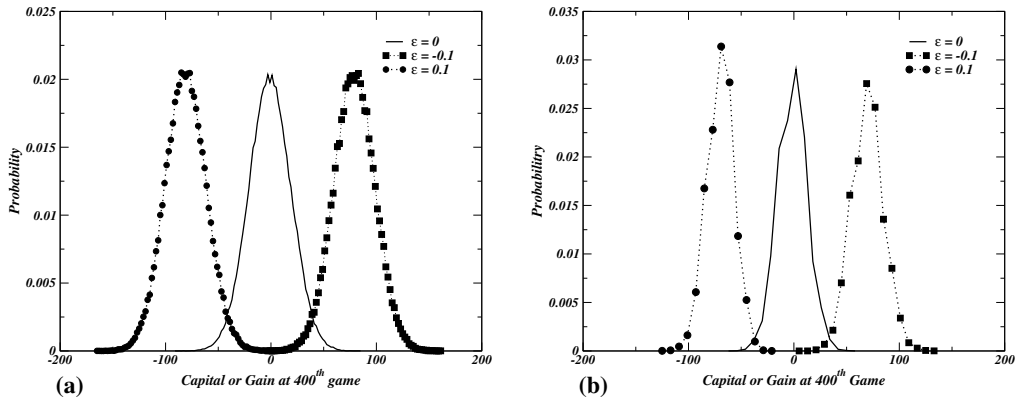 0.025
0.02
0.015
0.01
0.005
0
Probability
-200
-100
0
100
200
Capital or Gain at 400th game
ε = 0
ε = -0.1
ε = 0.1
(a)
0.035
0.03
0.025
0.02
0.015
0.01
0.005
0
Probabilitry
-200
-100
0
100
200
Capital or Gain at 400th Game
ε = 0
ε = -0.1
ε = 0.1
(b)